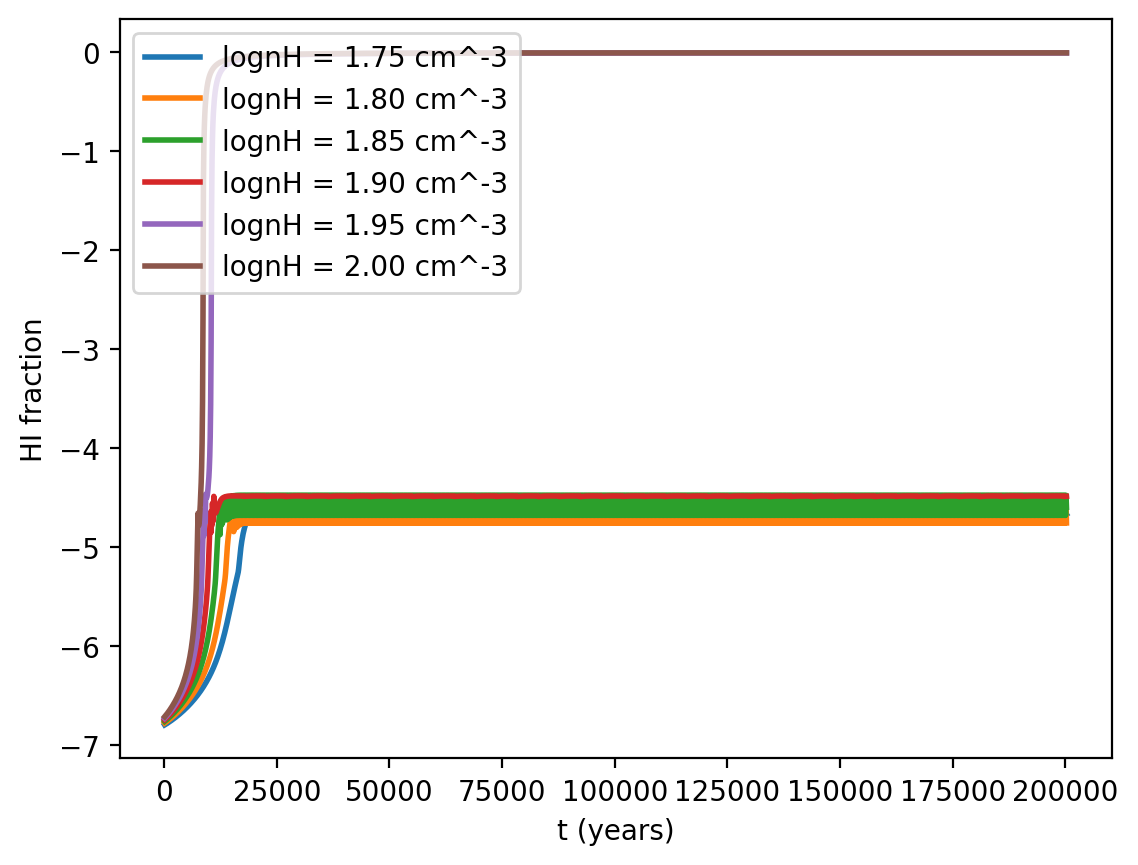 0
−1
−2
−3
−4
−5
−6
−7
HI fraction
lognH = 1.75 cm^-3
lognH = 1.80 cm^-3
lognH = 1.85 cm^-3
lognH = 1.90 cm^-3
lognH = 1.95 cm^-3
lognH = 2.00 cm^-3
0 25000 50000 75000 100000 125000 150000 175000 200000
t (years)